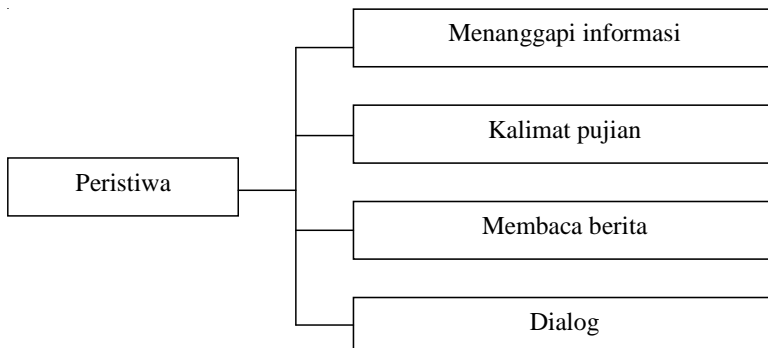 Menanggapi informasi
Kalimat pujian
Peristiwa
Membaca berita
Dialog